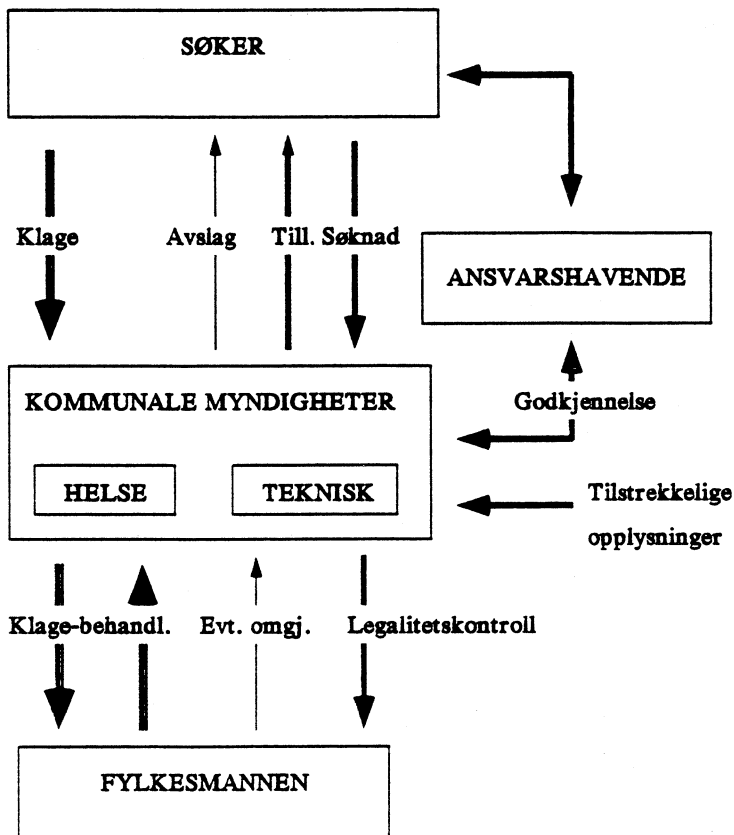 SØKER
Klage
Avslag
Till. Søknad
ANSVARSHAVENDE
KOMMUNALE MYNDIGHETER
Godkjennelse
HELSE
TEKNISK
Tilstrekkelige
opplysninger
Klage-behandl.
Evt. omgj.
Legalitetskontroll
FYLKESMANNEN